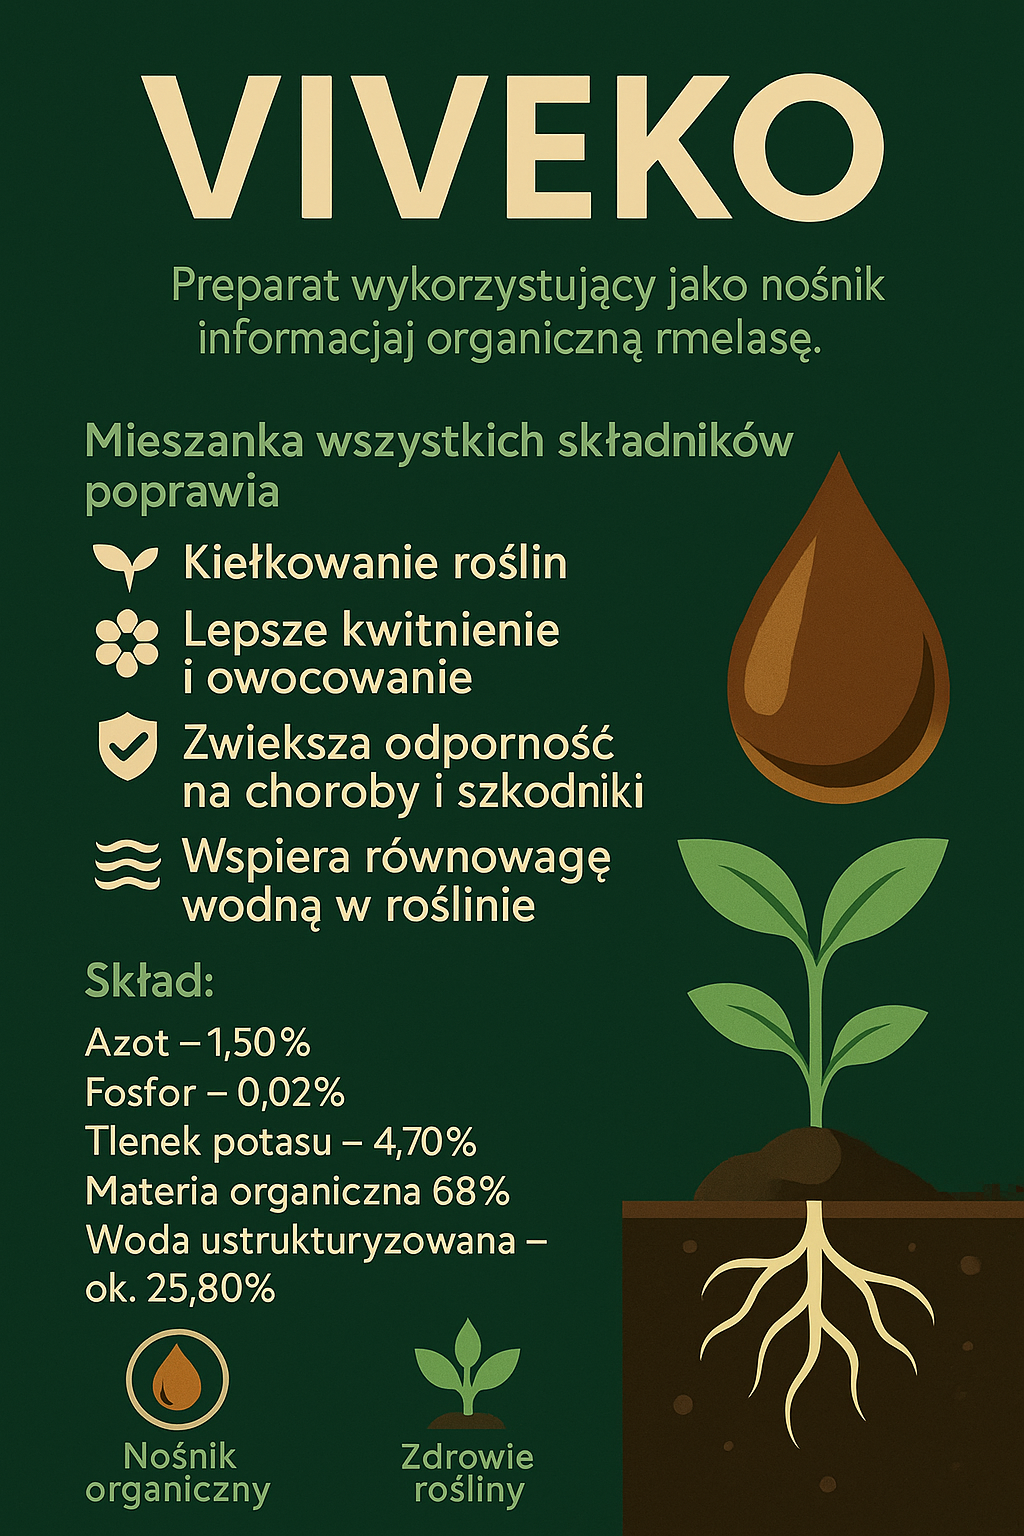 VIVEKO
Preparat wykorzystujący jako nośnik
informacjaj organiczną rmelasę.
Mieszanka wszystkich składników
poprawia
Kiełkowanie roślin
Lepsze kwitnienie
i owocowanie
Zwieksza odporność
na choroby i szkodniki
Wspiera równowagę
wodną w roślinie
Skład:
Azot – 1,50%
Fosfor – 0,02%
Tlenek potasu – 4,70%
Materia organiczna 68%
Woda ustrukturyzowana –
ok. 25,80%
Nośnik
organiczny
Zdrowie
rośliny